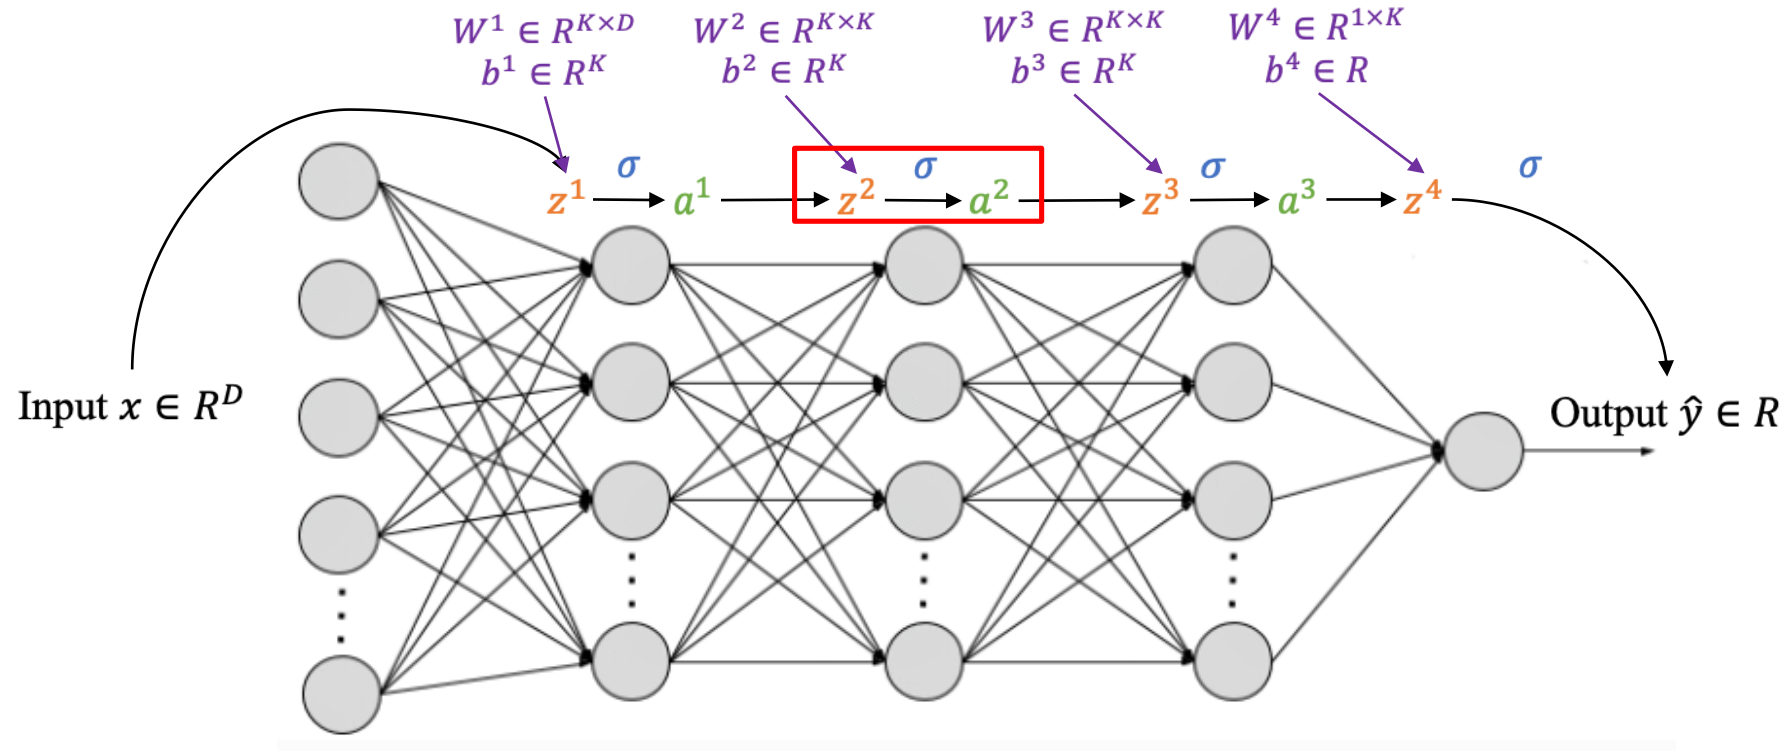 W¹ ∈ R^{K×D} W² ∈ R^{K×K} W³ ∈ R^{K×K} W⁴ ∈ R^{1×K}
b¹ ∈ R^K b² ∈ R^K b³ ∈ R^K b⁴ ∈ R
σ σ σ σ
z¹ a¹ z² a² z³ a³ z⁴
Input x ∈ R^D
Output ŷ ∈ R